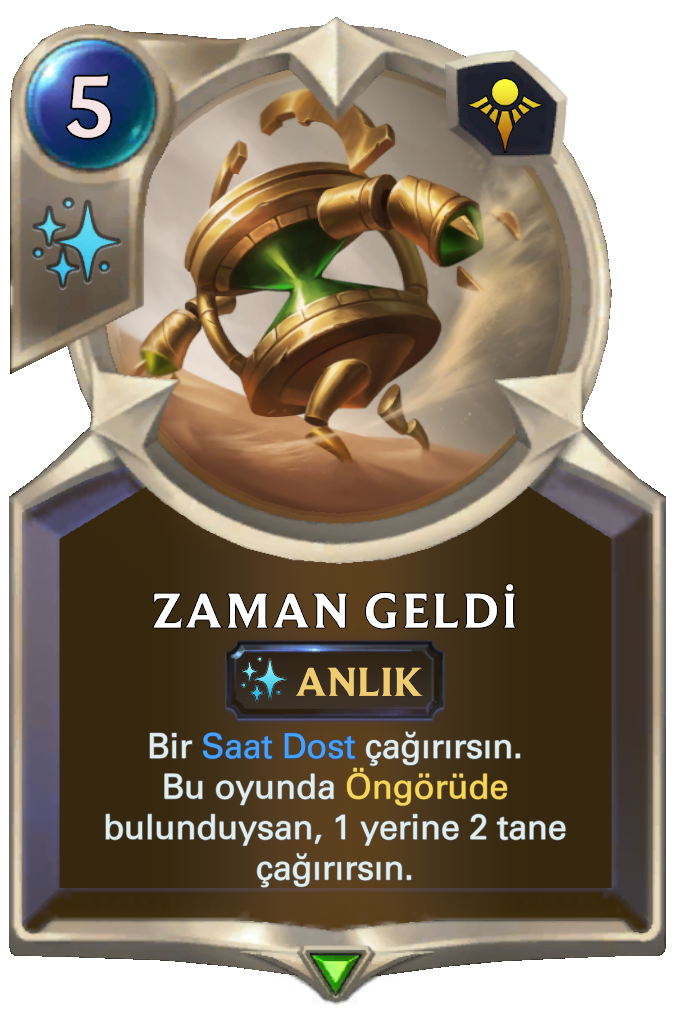 5
ZAMAN GELDİ
ANLIK
Bir Saat Dost çağırırsın.
Bu oyunda Öngörüde
bulunduysan, 1 yerine 2 tane
çağırırsın.